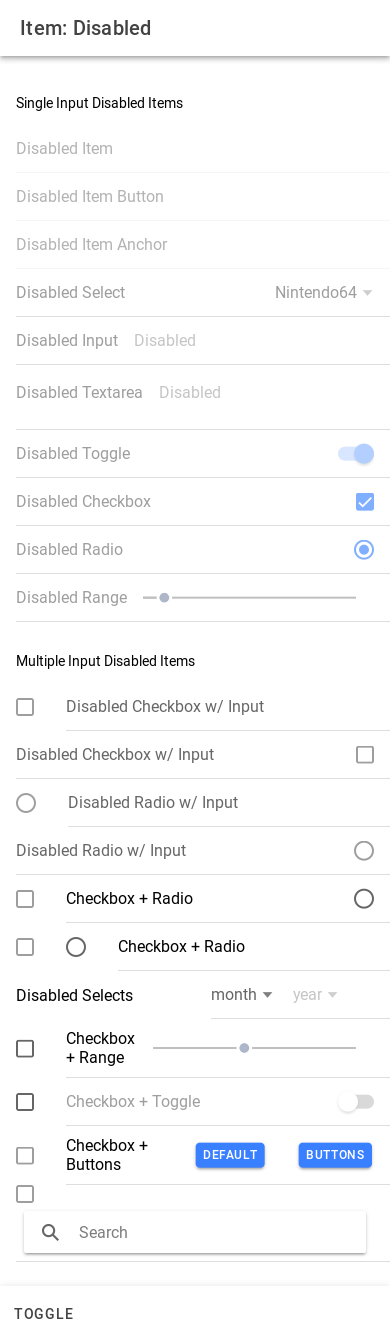 Item: Disabled
Single Input Disabled Items
Disabled Item
Disabled Item Button
Disabled Item Anchor
Disabled Select Nintendo64
Disabled Input Disabled
Disabled Textarea Disabled
Disabled Toggle
Disabled Checkbox
Disabled Radio
Disabled Range
Multiple Input Disabled Items
Disabled Checkbox w/ Input
Disabled Checkbox w/ Input
Disabled Radio w/ Input
Disabled Radio w/ Input
Checkbox + Radio
Checkbox + Radio
Disabled Selects month year
Checkbox
+ Range
Checkbox + Toggle
Checkbox +
Buttons
DEFAULT BUTTONS
Search
TOGGLE